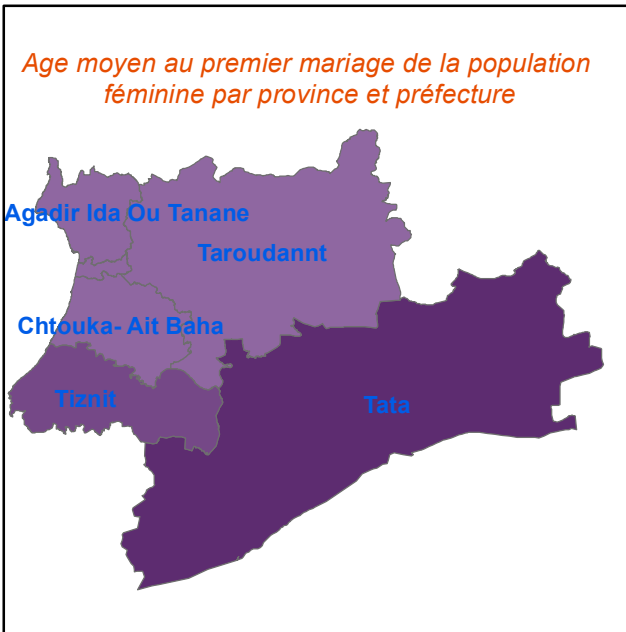 Age moyen au premier mariage de la population
féminine par province et préfecture
Agadir Ida Ou Tanane
Taroudannt
Chtouka- Ait Baha
Tiznit
Tata